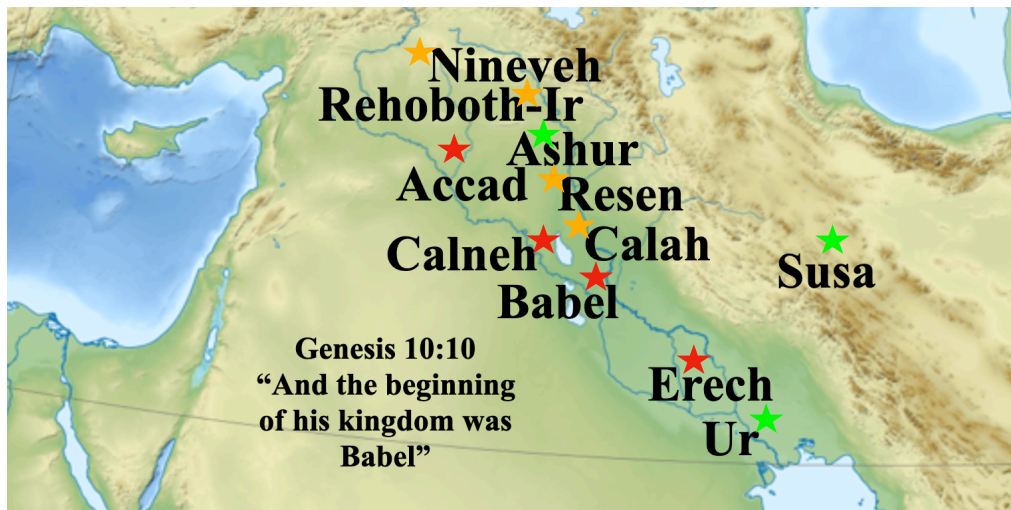 Nineveh
Rehoboth-Ir
Ashur
Accad
Resen
Calneh
Calah
Susa
Babel
Genesis 10:10
“And the beginning
of his kingdom was
Babel”
Erech
Ur